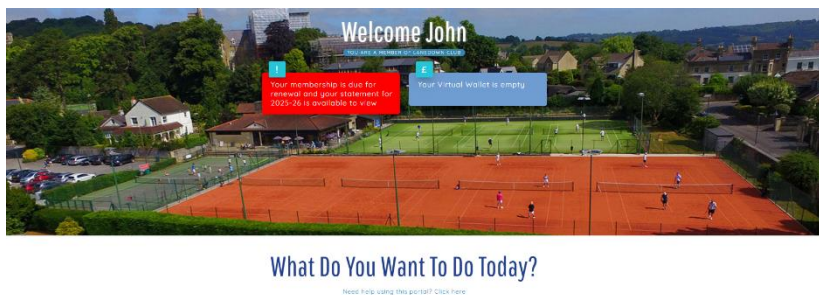 Welcome John
YOU ARE A MEMBER OF LANSDOWN CLUB
!
Your membership is due for
renewal and your statement for
2025-26 is available to view
£
Your Virtual Wallet is empty
What Do You Want To Do Today?
Need help using this portal? Click here